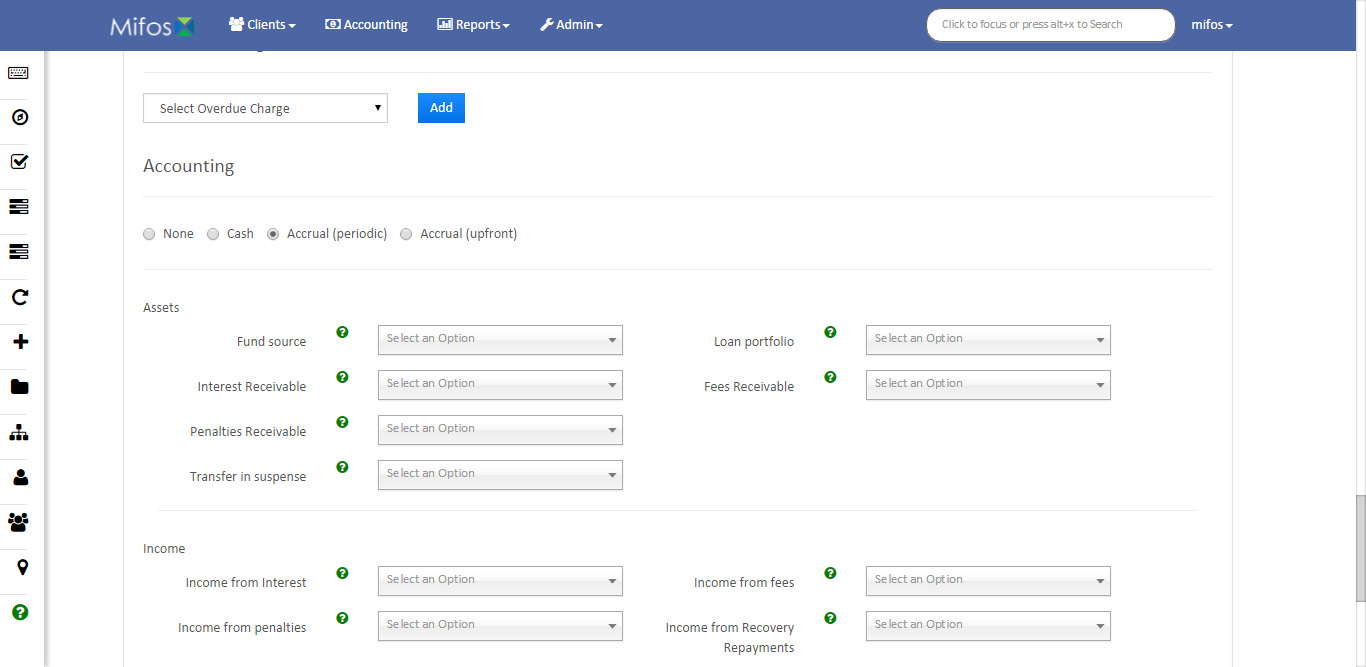 Mifos Clients Accounting Reports Admin Click to focus or press alt+x to Search mifos
Select Overdue Charge Add
Accounting
None Cash Accrual (periodic) Accrual (upfront)
Assets
Fund source Select an Option Loan portfolio Select an Option
Interest Receivable Select an Option Fees Receivable Select an Option
Penalties Receivable Select an Option
Transfer in suspense Select an Option
Income
Income from Interest Select an Option Income from fees Select an Option
Income from penalties Select an Option Income from Recovery Select an Option
Repayments